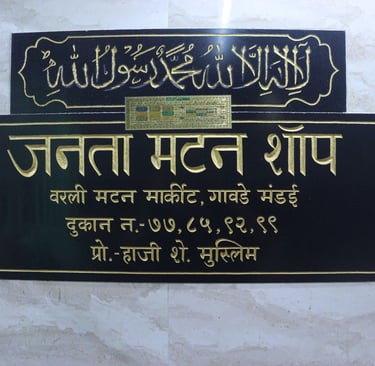 لا إله إلا الله محمد رسول الله
जनता मटन शॉप
वरली मटन मार्कीट, गावडे मंडई
दुकान न.- ७७, ८५, ९२, ९९
प्रो.-हाजी शे. मुस्लिम